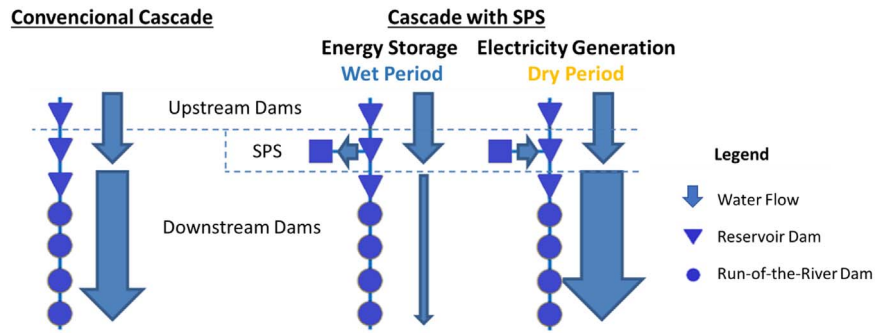 Convencional Cascade
Cascade with SPS
Energy Storage
Electricity Generation
Wet Period
Dry Period
Upstream Dams
SPS
Downstream Dams
Legend
Water Flow
Reservoir Dam
Run-of-the-River Dam